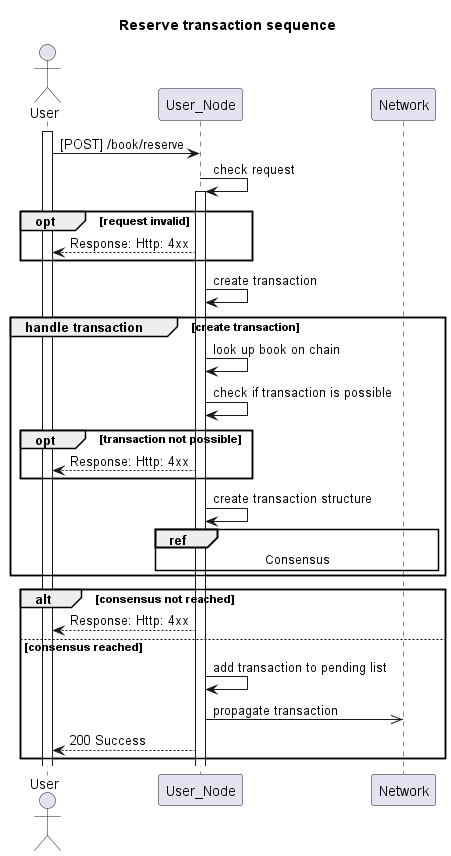 Reserve transaction sequence
User
User_Node
Network
[POST] /book/reserve
check request
opt
[request invalid]
Response: Http: 4xx
create transaction
handle transaction
[create transaction]
look up book on chain
check if transaction is possible
opt
[transaction not possible]
Response: Http: 4xx
create transaction structure
ref
Consensus
alt
[consensus not reached]
Response: Http: 4xx
[consensus reached]
add transaction to pending list
propagate transaction
200 Success
User
User_Node
Network